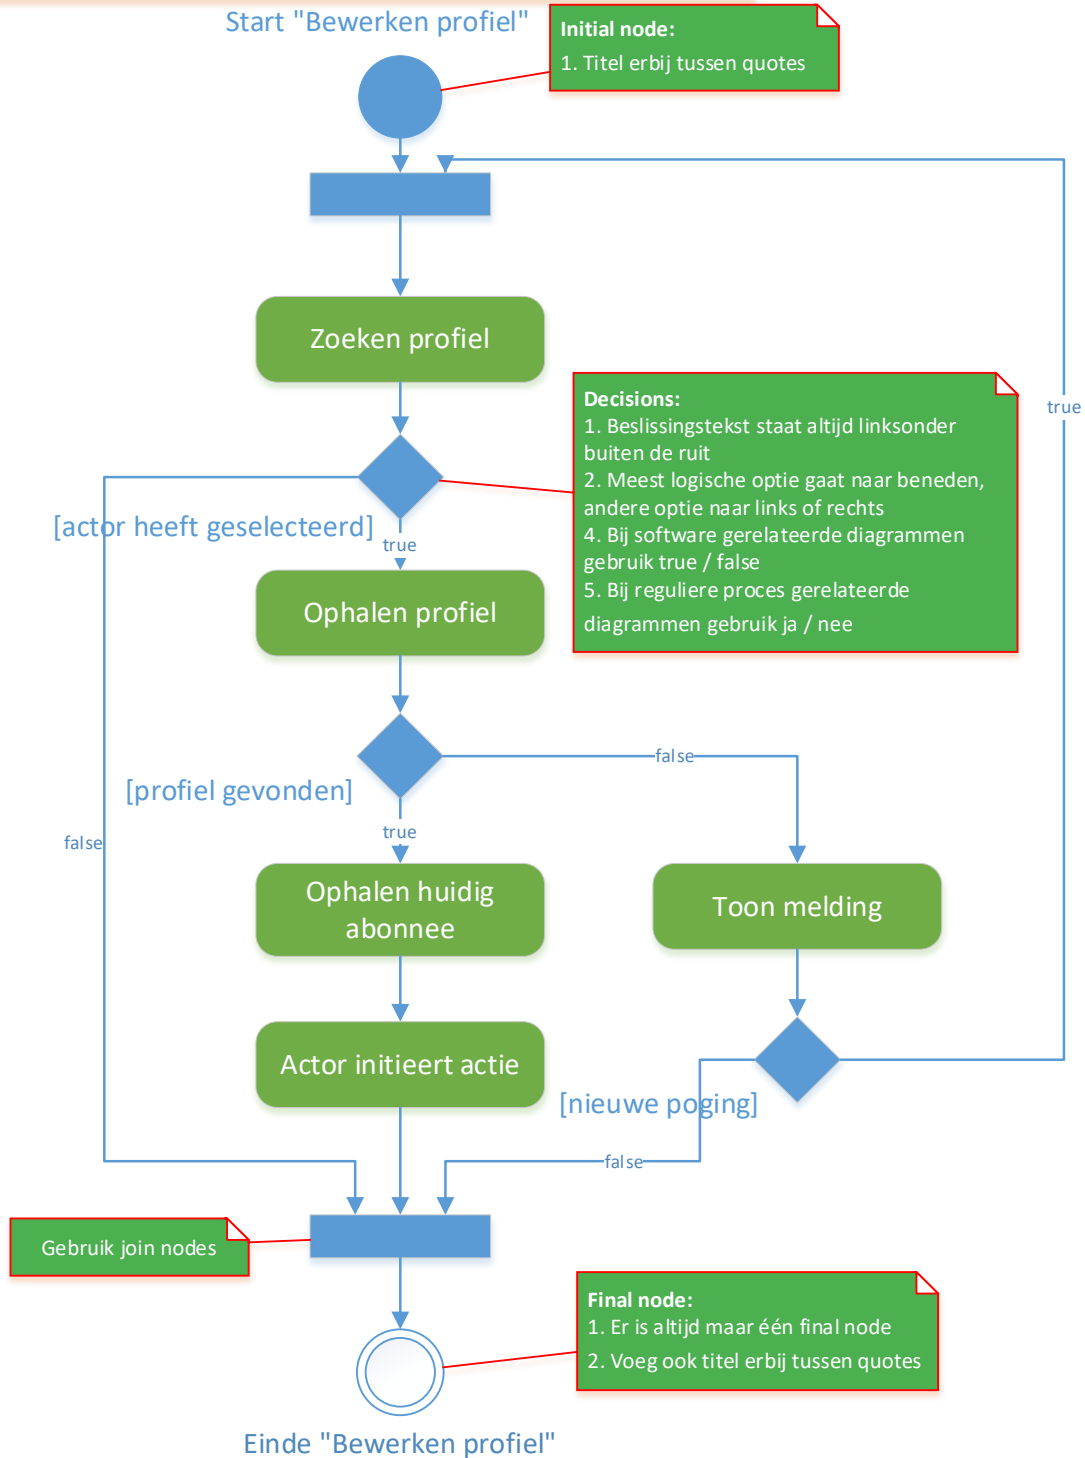 Start "Bewerken profiel"
Initial node:
1. Titel erbij tussen quotes
Zoeken profiel
true
Decisions:
1. Beslissingstekst staat altijd linksonder
buiten de ruit
2. Meest logische optie gaat naar beneden,
andere optie naar links of rechts
4. Bij software gerelateerde diagrammen
gebruik true / false
5. Bij reguliere proces gerelateerde
diagrammen gebruik ja / nee
[actor heeft geselecteerd]
true
Ophalen profiel
false
[profiel gevonden]
true
false
Ophalen huidig
abonnee
Toon melding
Actor initieert actie
[nieuwe poging]
false
Gebruik join nodes
Final node:
1. Er is altijd maar één final node
2. Voeg ook titel erbij tussen quotes
Einde "Bewerken profiel"